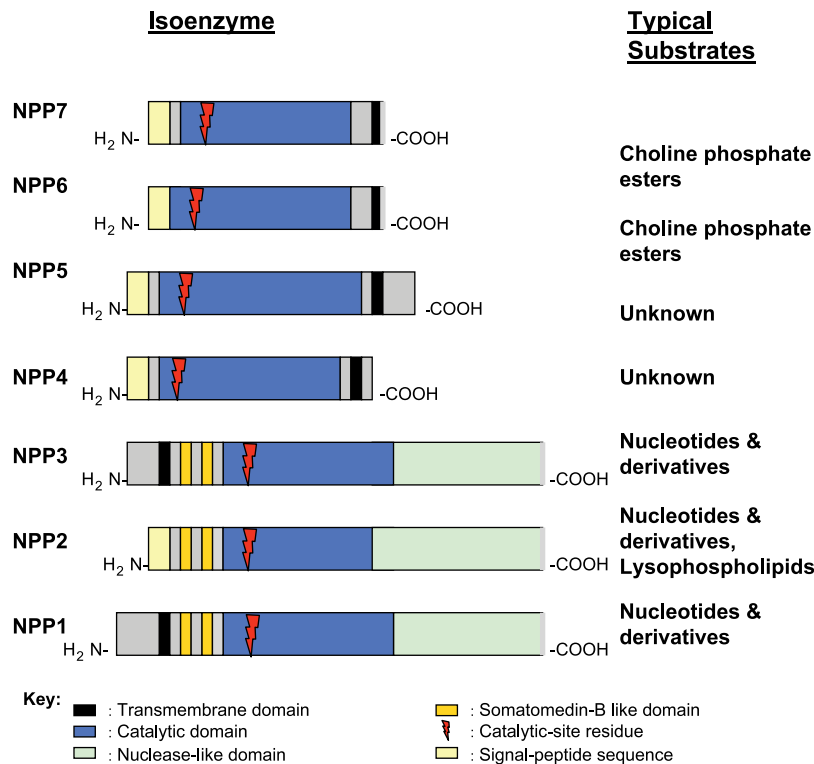 Isoenzyme
Typical
Substrates
NPP7
H2 N-
-COOH
Choline phosphate
esters
NPP6
H2 N-
-COOH
Choline phosphate
esters
NPP5
H2 N-
-COOH
Unknown
NPP4
H2 N-
-COOH
Unknown
NPP3
H2 N-
-COOH
Nucleotides &
derivatives
NPP2
H2 N-
-COOH
Nucleotides &
derivatives,
Lysophospholipids
NPP1
H2 N-
-COOH
Nucleotides &
derivatives
Key:
: Transmembrane domain
: Catalytic domain
: Nuclease-like domain
: Somatomedin-B like domain
: Catalytic-site residue
: Signal-peptide sequence